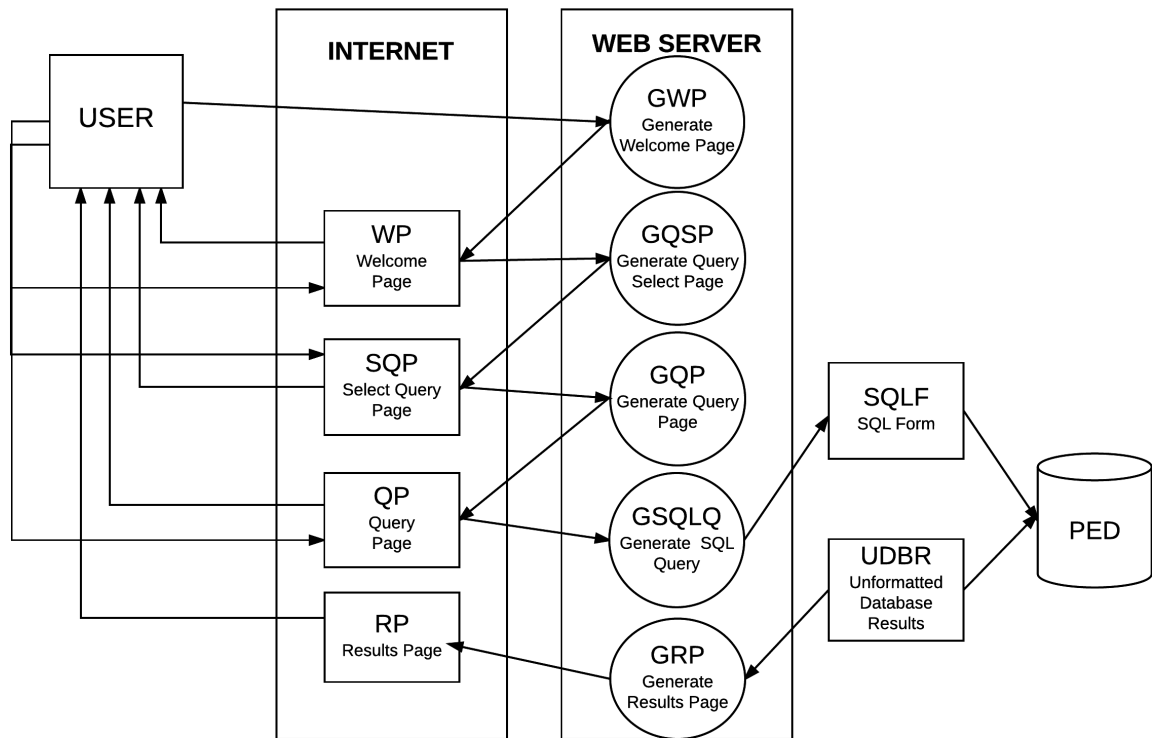 INTERNET
WEB SERVER
USER
GWP
Generate
Welcome Page
WP
Welcome
Page
GQSP
Generate Query
Select Page
SQP
Select Query
Page
GQP
Generate Query
Page
SQLF
SQL Form
QP
Query
Page
GSQLQ
Generate SQL
Query
PED
UDBR
Unformatted
Database
Results
RP
Results Page
GRP
Generate
Results Page